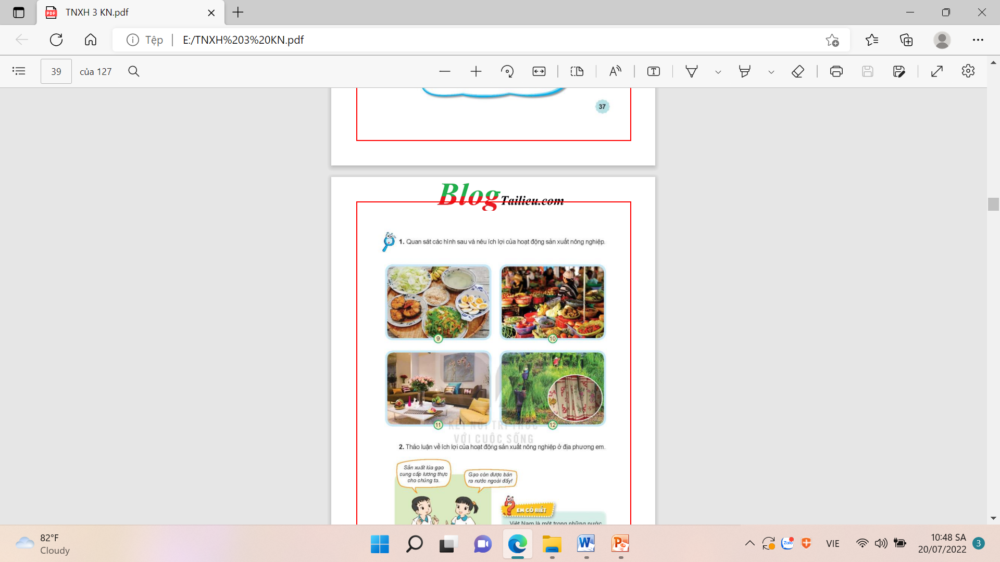 TNXH 3 KN.pdf
Tệp
E:/TNXH%203%20KN.pdf
39
của 127
37
BlogTailieu.com
1. Quan sát các hình sau và nêu ích lợi của hoạt động sản xuất nông nghiệp.
9
10
11
12
KẾT NỐI TRI THỨC
VỚI CUỘC SỐNG
2. Thảo luận về ích lợi của hoạt động sản xuất nông nghiệp ở địa phương em.
Sản xuất lúa gạo
cung cấp lương thực
cho chúng ta.
Gạo còn được bán
ra nước ngoài đấy!
EM CÓ BIẾT
Việt Nam là một trong những nước
82°F
Cloudy
Zalo
VIE
10:48 SA
20/07/2022
3